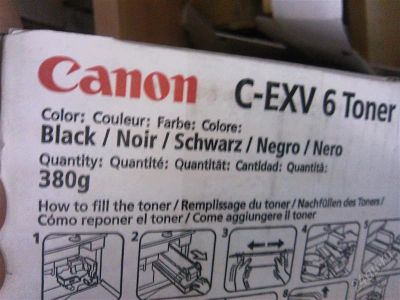 Canon C-EXV 6 Toner
Color: Couleur: Farbe: Colore:
Black / Noir / Schwarz / Negro / Nero
Quantity: Quantité: Quantität: Cantidad: Quantità:
380g
How to fill the toner / Remplissage du toner / Nachfüllen des Toners /
Cómo reponer el toner / Come aggiungere il toner
1 2 3 4 5